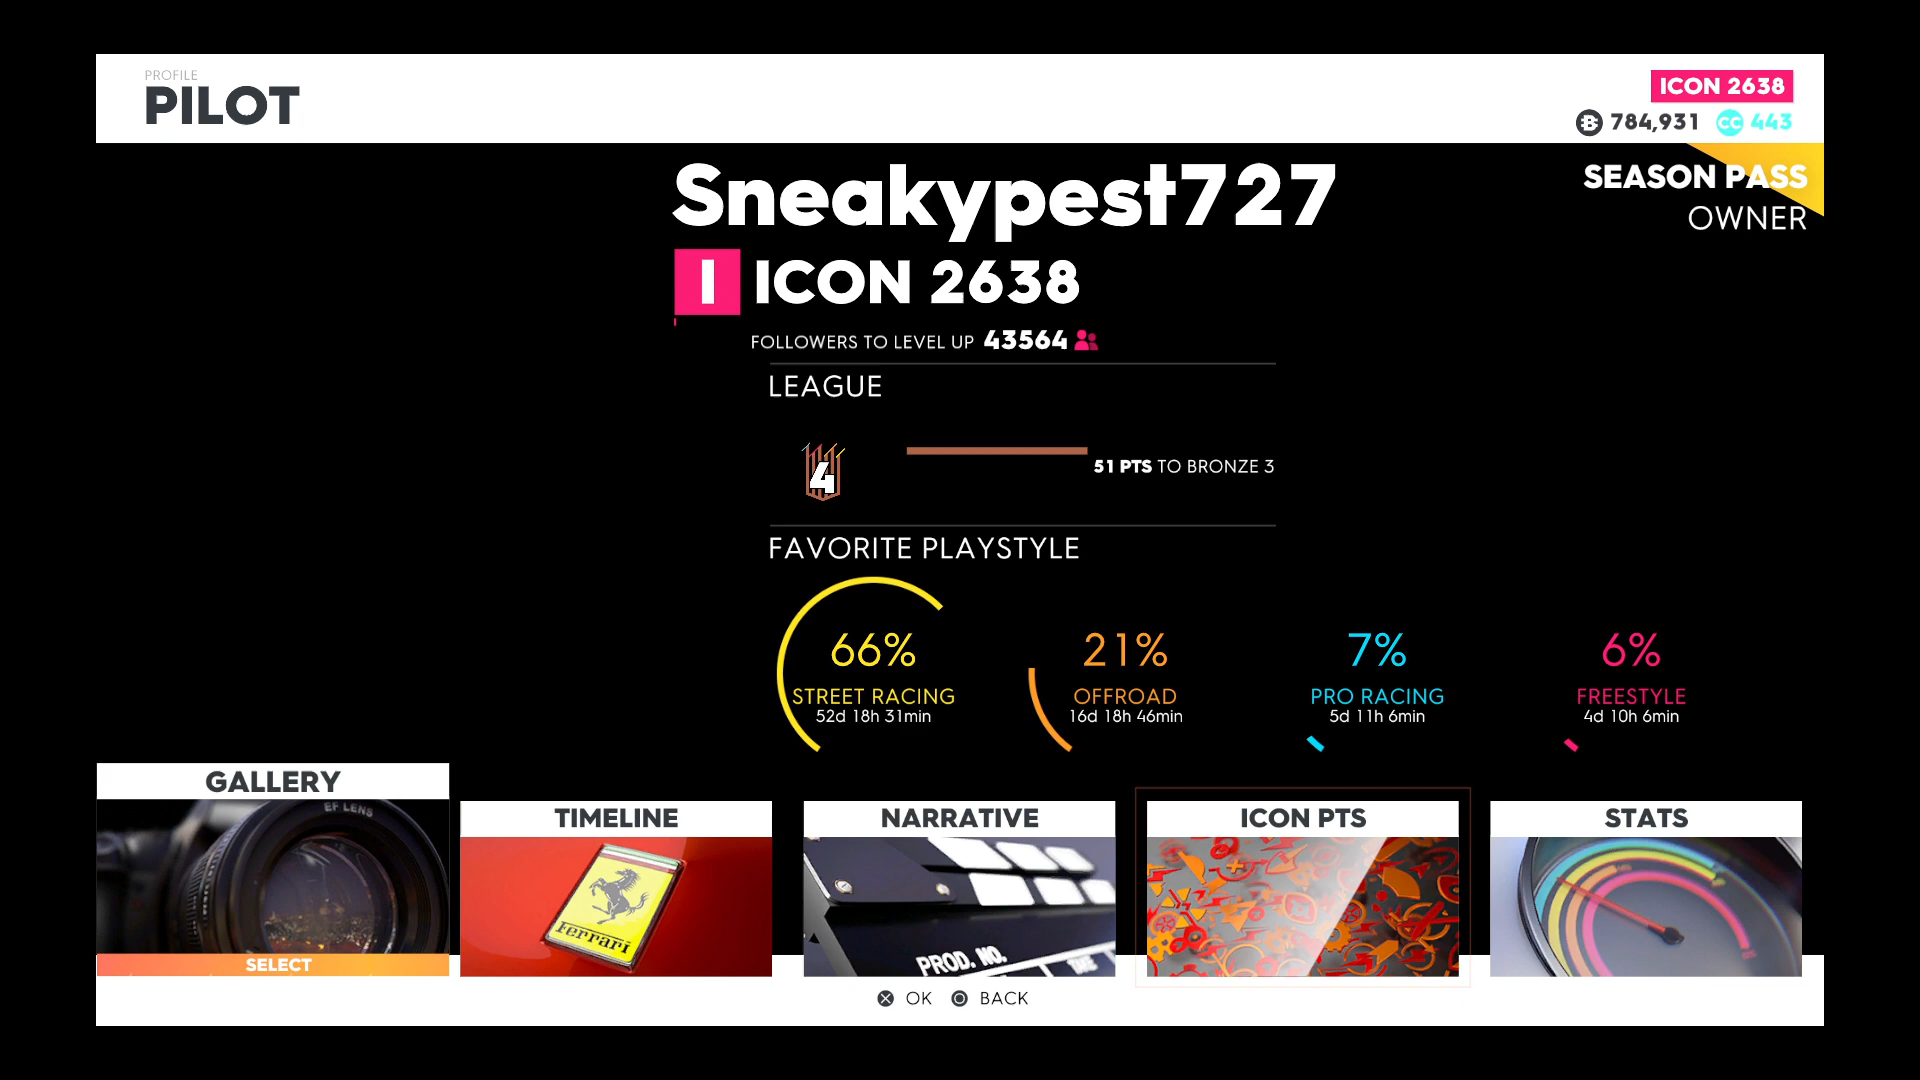 PROFILE
PILOT
ICON 2638
784,931 CC 443
SEASON PASS
OWNER
Sneakypest727
I ICON 2638
FOLLOWERS TO LEVEL UP 43564
LEAGUE
4
51 PTS TO BRONZE 3
FAVORITE PLAYSTYLE
66% 21% 7% 6%
STREET RACING OFFROAD PRO RACING FREESTYLE
52d 18h 31min 16d 18h 46min 5d 11h 6min 4d 10h 6min
GALLERY
EF LENS
SELECT
TIMELINE
Ferrari
NARRATIVE
PROD. NO.
ICON PTS
STATS
OK BACK